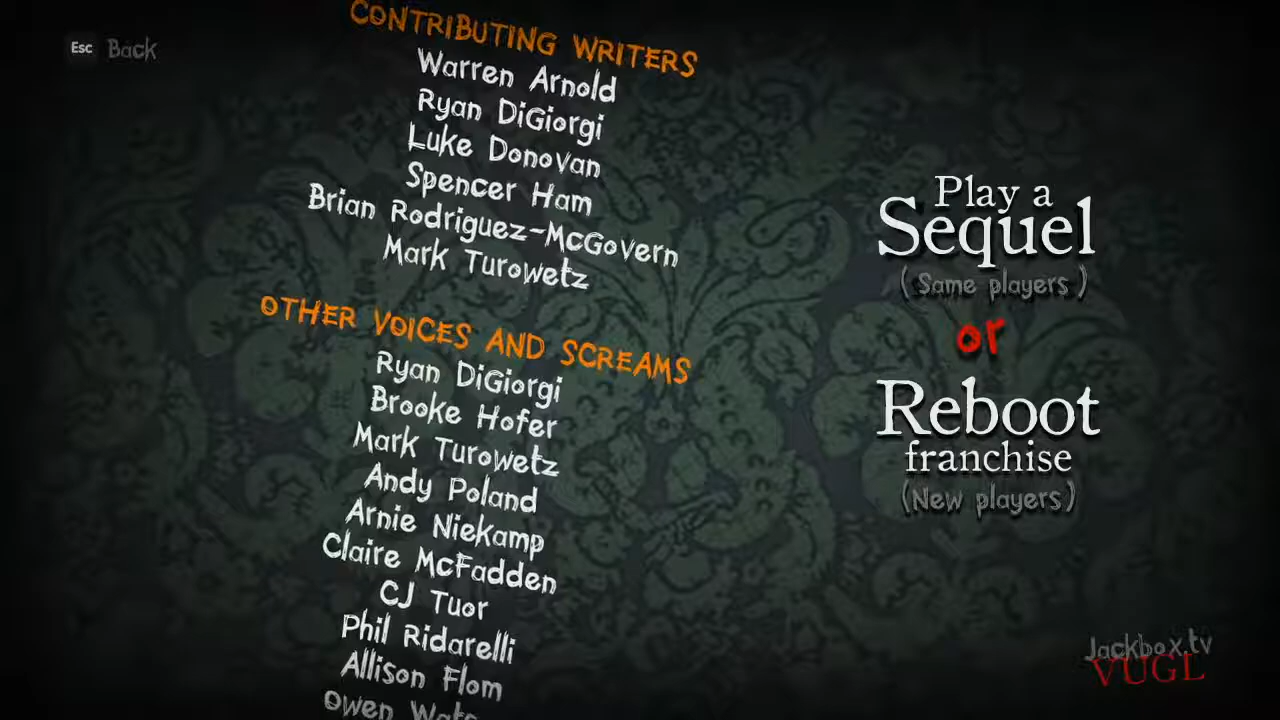 Esc Back
CONTRIBUTING WRITERS
Warren Arnold
Ryan DiGiorgi
Luke Donovan
Spencer Ham
Brian Rodriguez-McGovern
Mark Turowetz
OTHER VOICES AND SCREAMS
Ryan DiGiorgi
Brooke Hofer
Mark Turowetz
Andy Poland
Arnie Niekamp
Claire McFadden
CJ Tuor
Phil Ridarelli
Allison Flom
Owen
Play a
Sequel
(Same players)
or
Reboot
franchise
(New players)
Jackbox.tv
VUGL